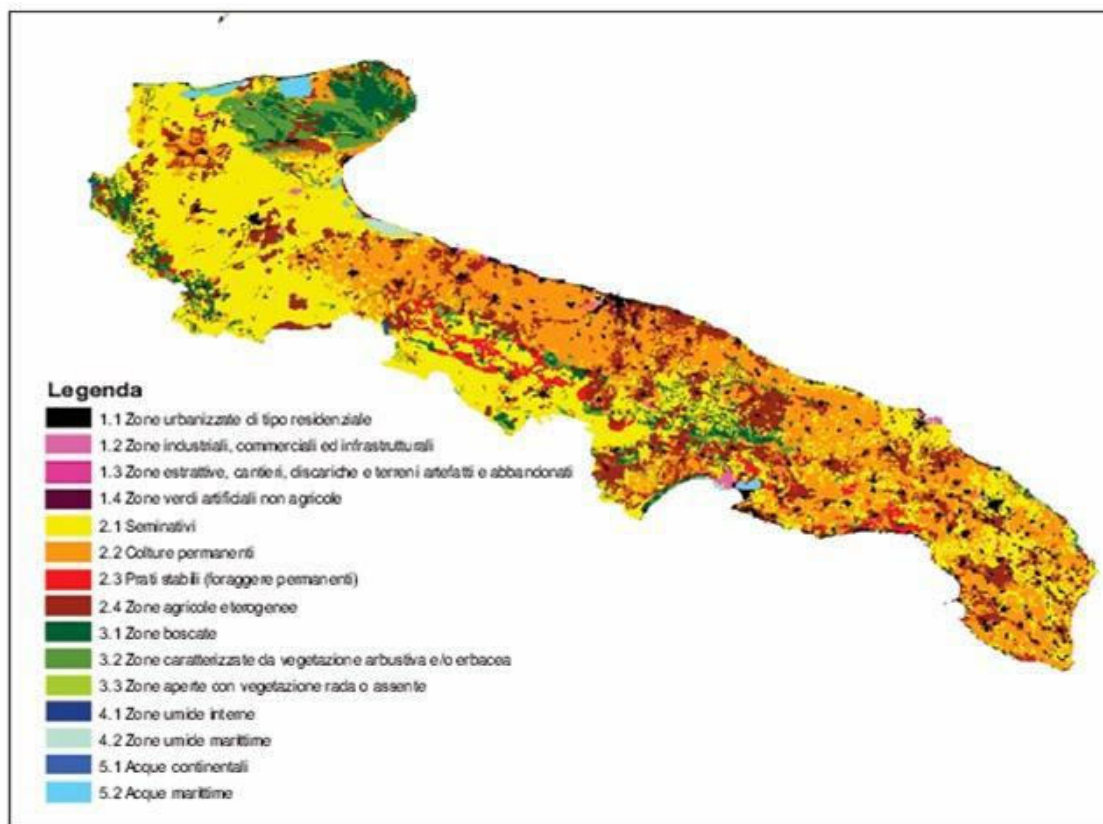 Legenda
1.1 Zone urbanizzate di tipo residenziale
1.2 Zone industriali, commerciali ed infrastrutturali
1.3 Zone estrattive, cantieri, discariche e terreni artefatti e abbandonati
1.4 Zone verdi artificiali non agricole
2.1 Seminativi
2.2 Colture permanenti
2.3 Prati stabili (foraggere permanenti)
2.4 Zone agricole eterogenee
3.1 Zone boscate
3.2 Zone caratterizzate da vegetazione arbustiva e/o erbacea
3.3 Zone aperte con vegetazione rada o assente
4.1 Zone umide interne
4.2 Zone umide marittime
5.1 Acque continentali
5.2 Acque marittime